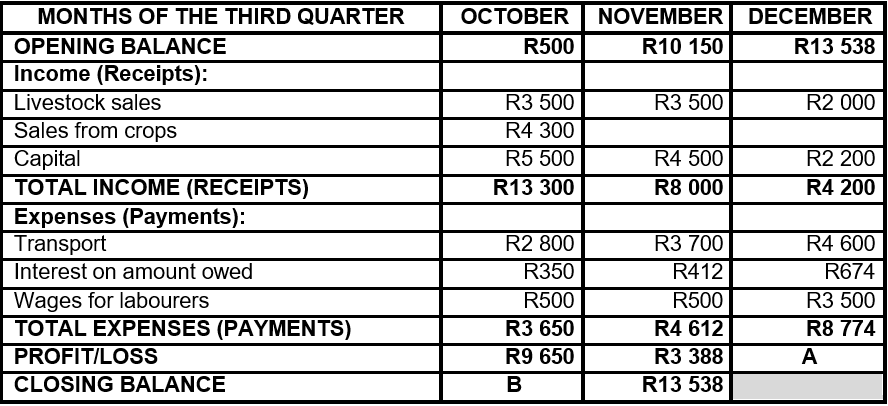 MONTHS OF THE THIRD QUARTER OCTOBER NOVEMBER DECEMBER
OPENING BALANCE R500 R10 150 R13 538
Income (Receipts):
Livestock sales R3 500 R3 500 R2 000
Sales from crops R4 300
Capital R5 500 R4 500 R2 200
TOTAL INCOME (RECEIPTS) R13 300 R8 000 R4 200
Expenses (Payments):
Transport R2 800 R3 700 R4 600
Interest on amount owed R350 R412 R674
Wages for labourers R500 R500 R3 500
TOTAL EXPENSES (PAYMENTS) R3 650 R4 612 R8 774
PROFIT/LOSS R9 650 R3 388 A
CLOSING BALANCE B R13 538